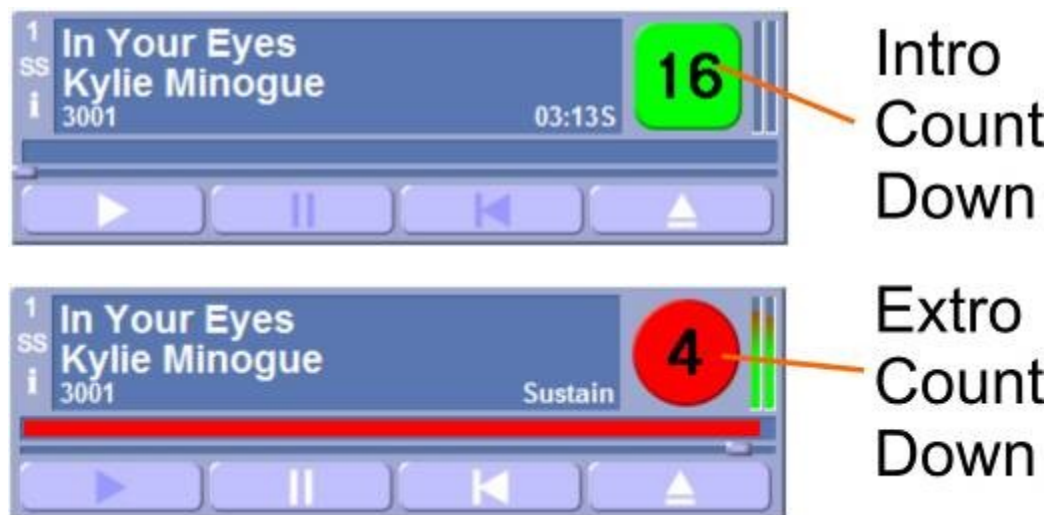 1
In Your Eyes
SS
Kylie Minogue
i
3001 03:13S
16
Intro
Count
Down
1
In Your Eyes
SS
Kylie Minogue
i
3001 Sustain
4
Extro
Count
Down